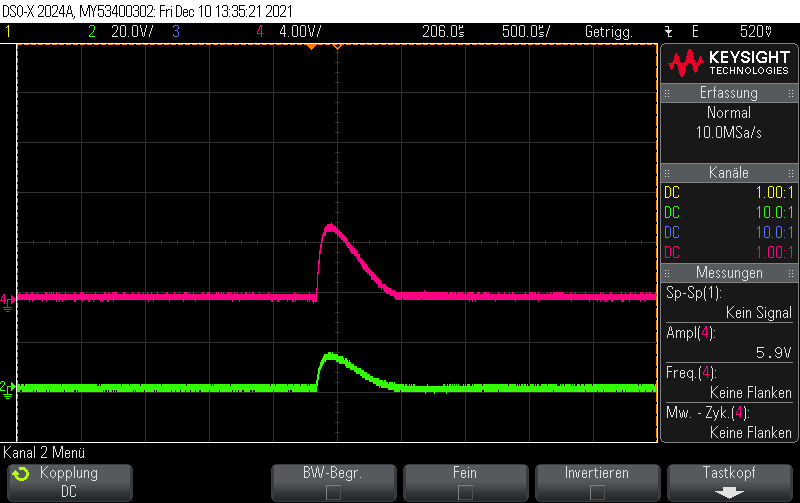 DSO-X 2024A, MY53400302: Fri Dec 10 13:35:21 2021
1 2 20.0V/ 3 4 4.00V/ 206.0s 500.0s/ Getrigg. E 520V
KEYSIGHT
TECHNOLOGIES
Erfassung
Normal
10.0MSa/s
Kanäle
DC 1.00:1
DC 10.0:1
DC 10.0:1
DC 1.00:1
Messungen
Sp-Sp(1):
Kein Signal
Ampl(4):
5.9V
Freq.(4):
Keine Flanken
Mw. - Zyk.(4):
Keine Flanken
4
2
Kanal 2 Menü
Kopplung
DC
BW-Begr.
Fein
Invertieren
Tastkopf